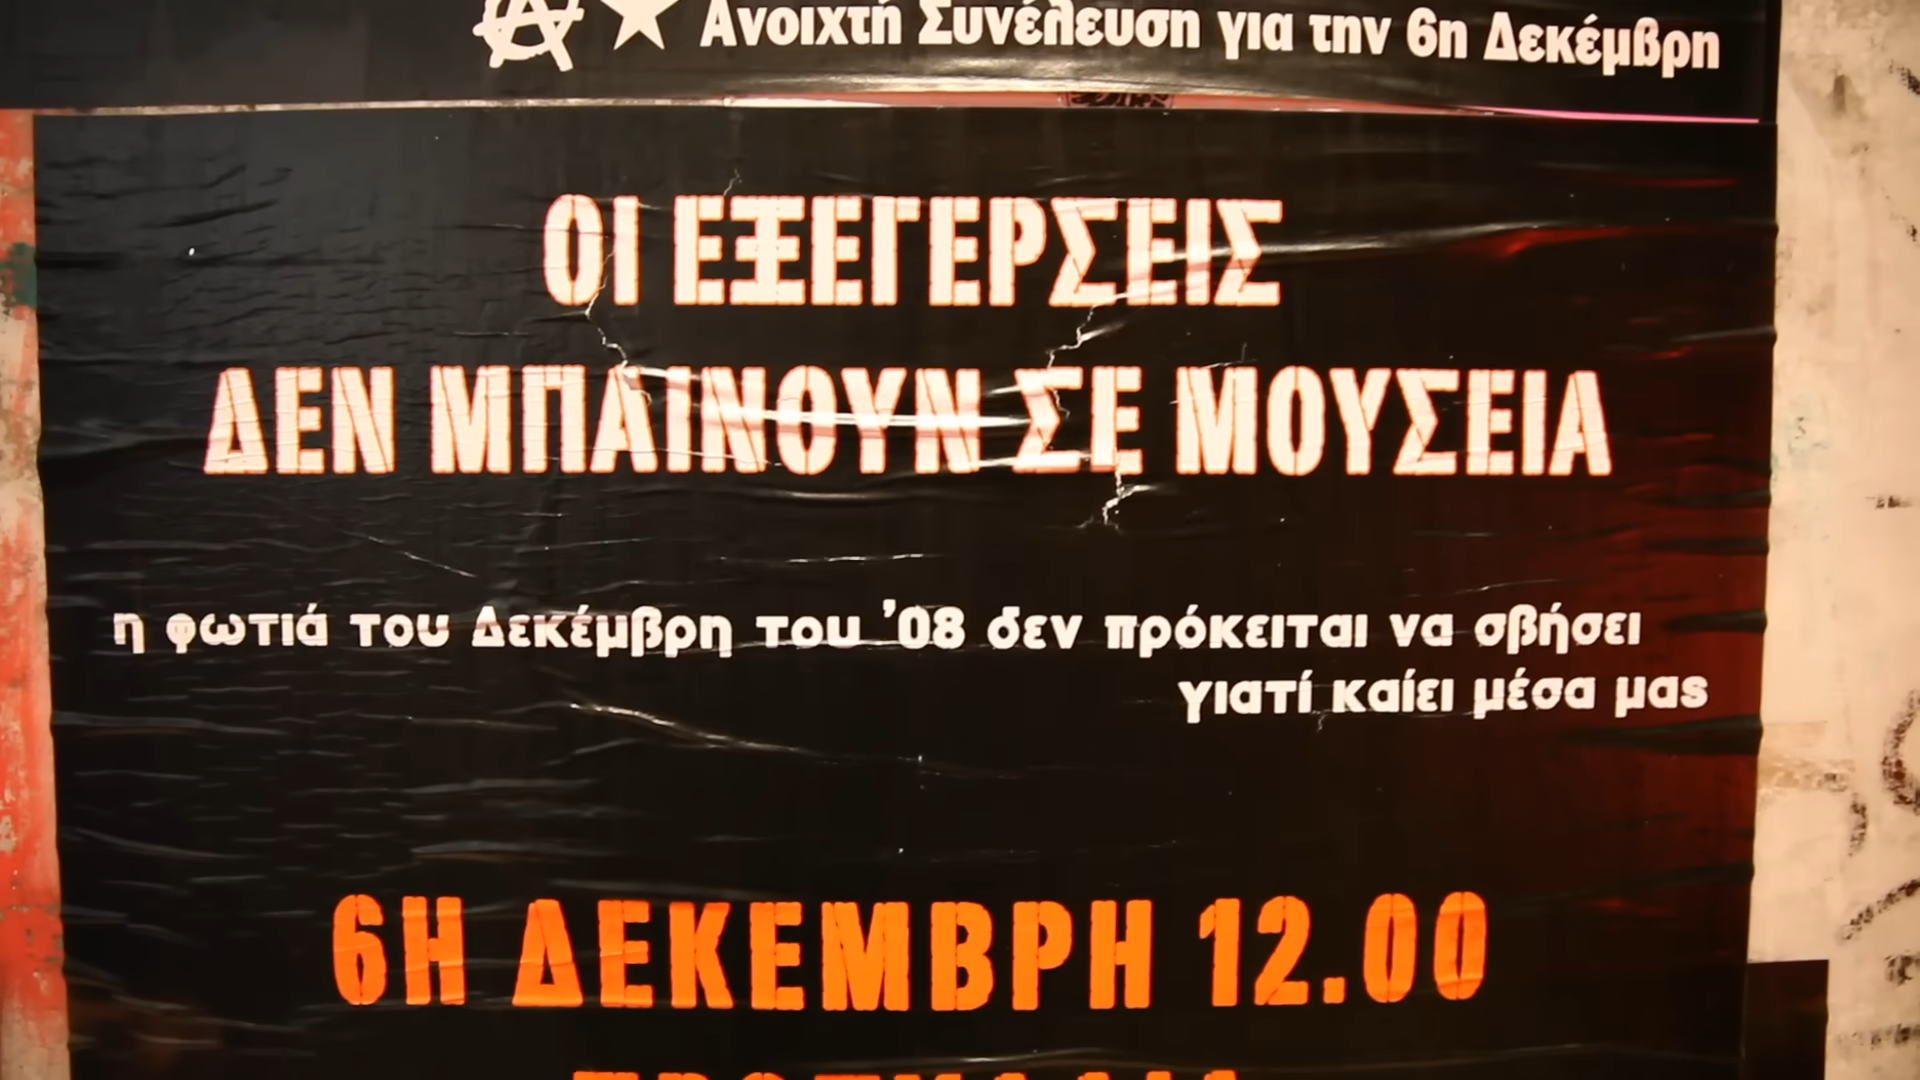 Ανοιχτή Συνέλευση για την 6η Δεκέμβρη
ΟΙ ΕΞΕΓΕΡΣΕΙΣ
ΔΕΝ ΜΠΑΙΝΟΥΝ ΣΕ ΜΟΥΣΕΙΑ
η φωτιά του Δεκέμβρη του '08 δεν πρόκειται να σβήσει
γιατί καίει μέσα μας
6Η ΔΕΚΕΜΒΡΗ 12.00